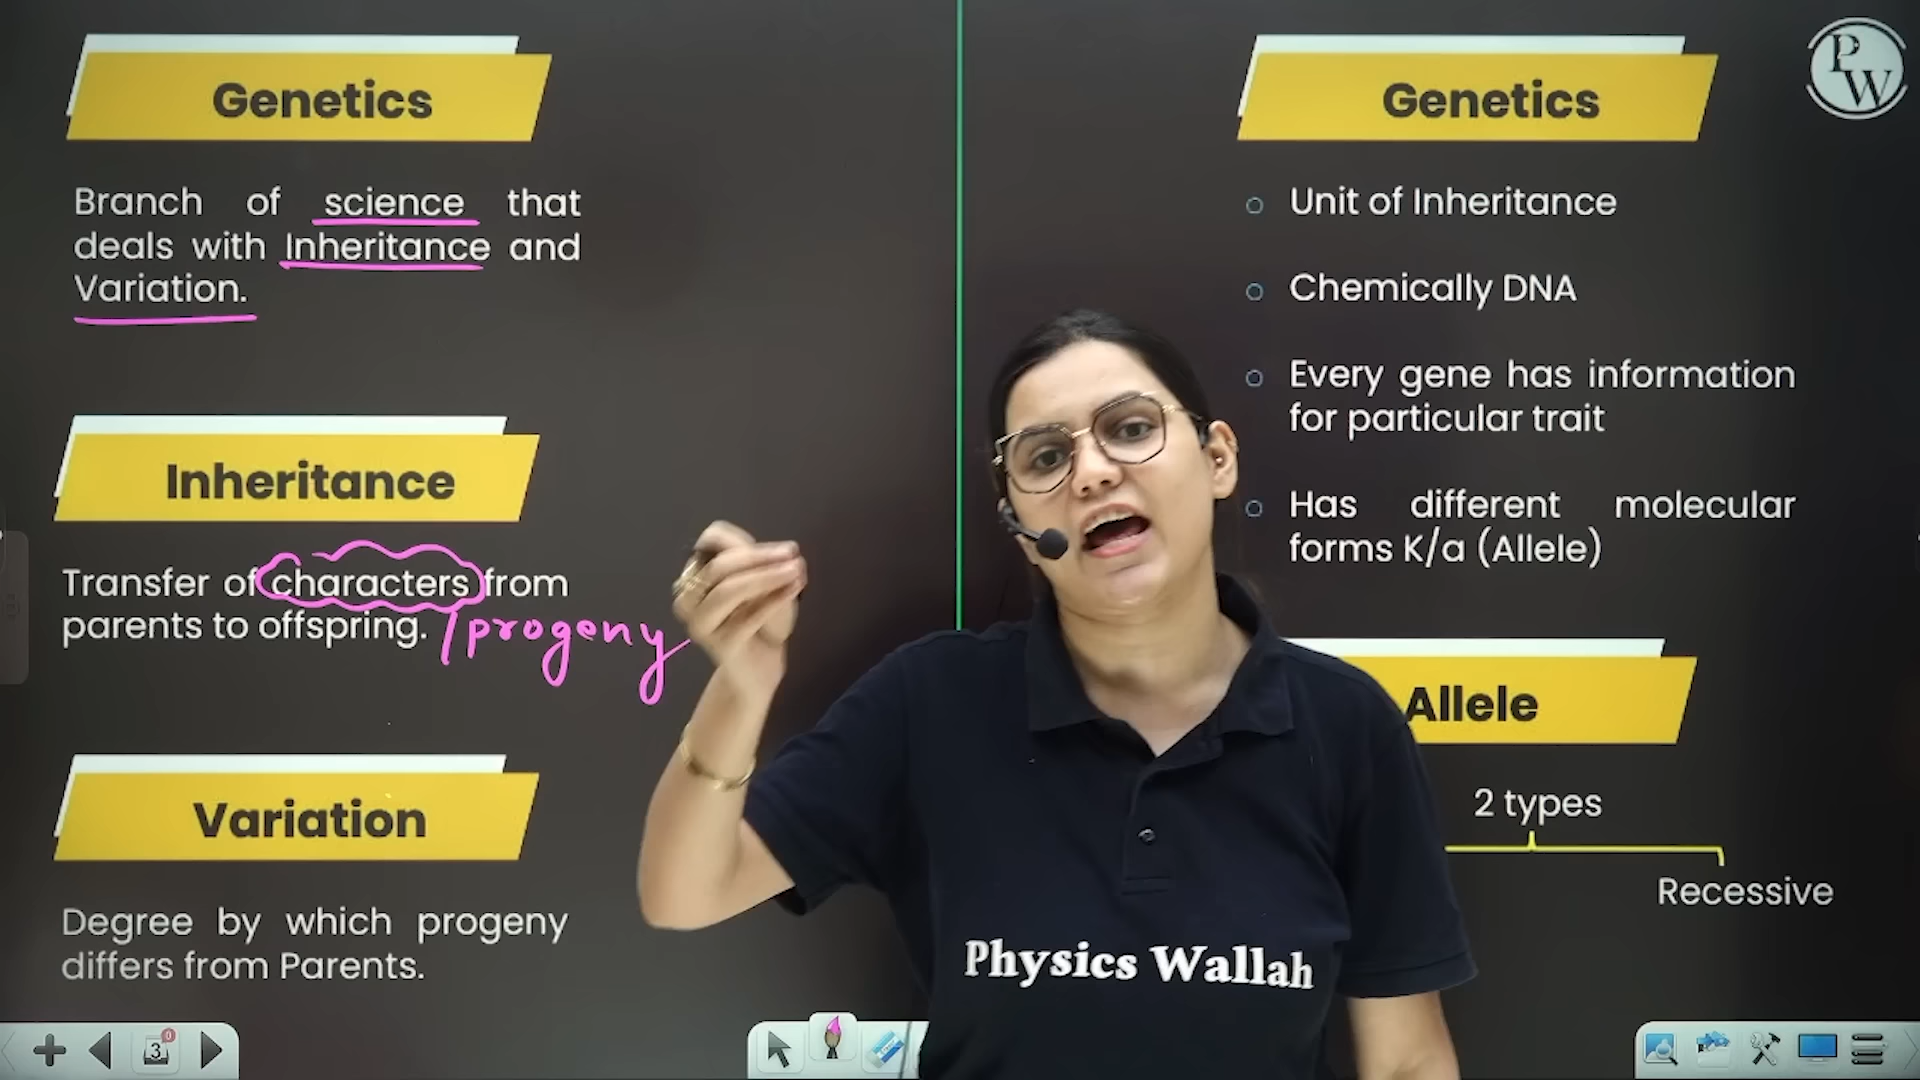 Genetics
Branch of science that
deals with Inheritance and
Variation.
Inheritance
Transfer of characters from
parents to offspring. /progeny
Variation
Degree by which progeny
differs from Parents.
3
Genetics
Unit of Inheritance
Chemically DNA
Every gene has information
for particular trait
Has different molecular
forms K/a (Allele)
Allele
2 types
Recessive
PW
Physics Wallah